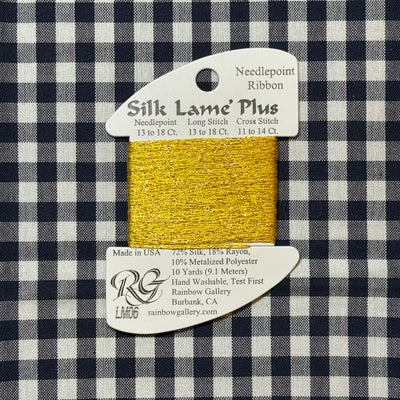 Needlepoint
Ribbon
Silk Lamé Plus
Needlepoint Long Stitch Cross Stitch
13 to 18 Ct. 13 to 18 Ct. 11 to 14 Ct.
Made in USA
72% Silk, 18% Rayon,
10% Metalized Polyester
10 Yards (9.1 Meters)
Hand Washable, Test First
Rainbow Gallery
Burbank, CA
rainbowgallery.com
RG
LM06